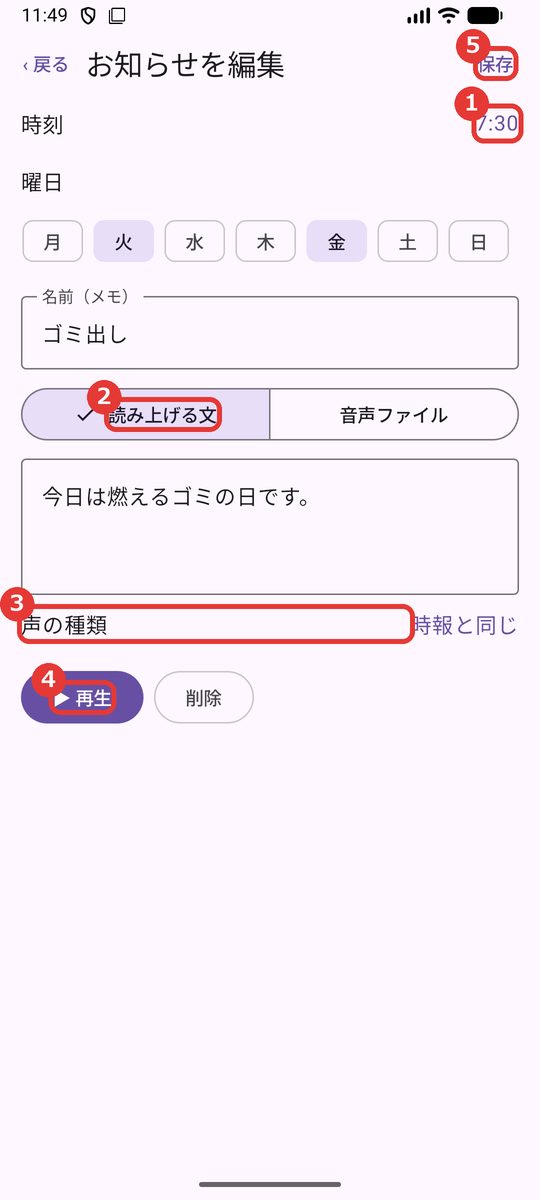 11:49
‹ 戻る お知らせを編集 5 保存
時刻 1 7:30
曜日
月 火 水 木 金 土 日
名前（メモ）
ゴミ出し
2 読み上げる文 音声ファイル
今日は燃えるゴミの日です。
3 声の種類 時報と同じ
4 ▶ 再生 削除